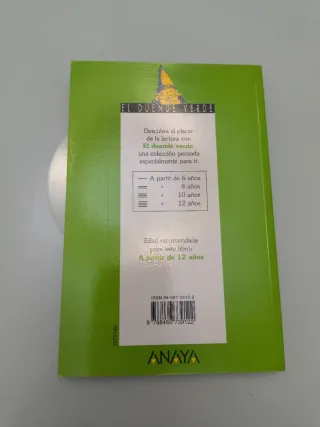 EL DUENDE VERDE
Descubre el placer
de la lectura con
El duende verde
una colección pensada
especialmente para ti.
A partir de 6 años
» 8 años
» 10 años
» 12 años
Edad recomendada
para este libro:
A partir de 12 años
ANAYA